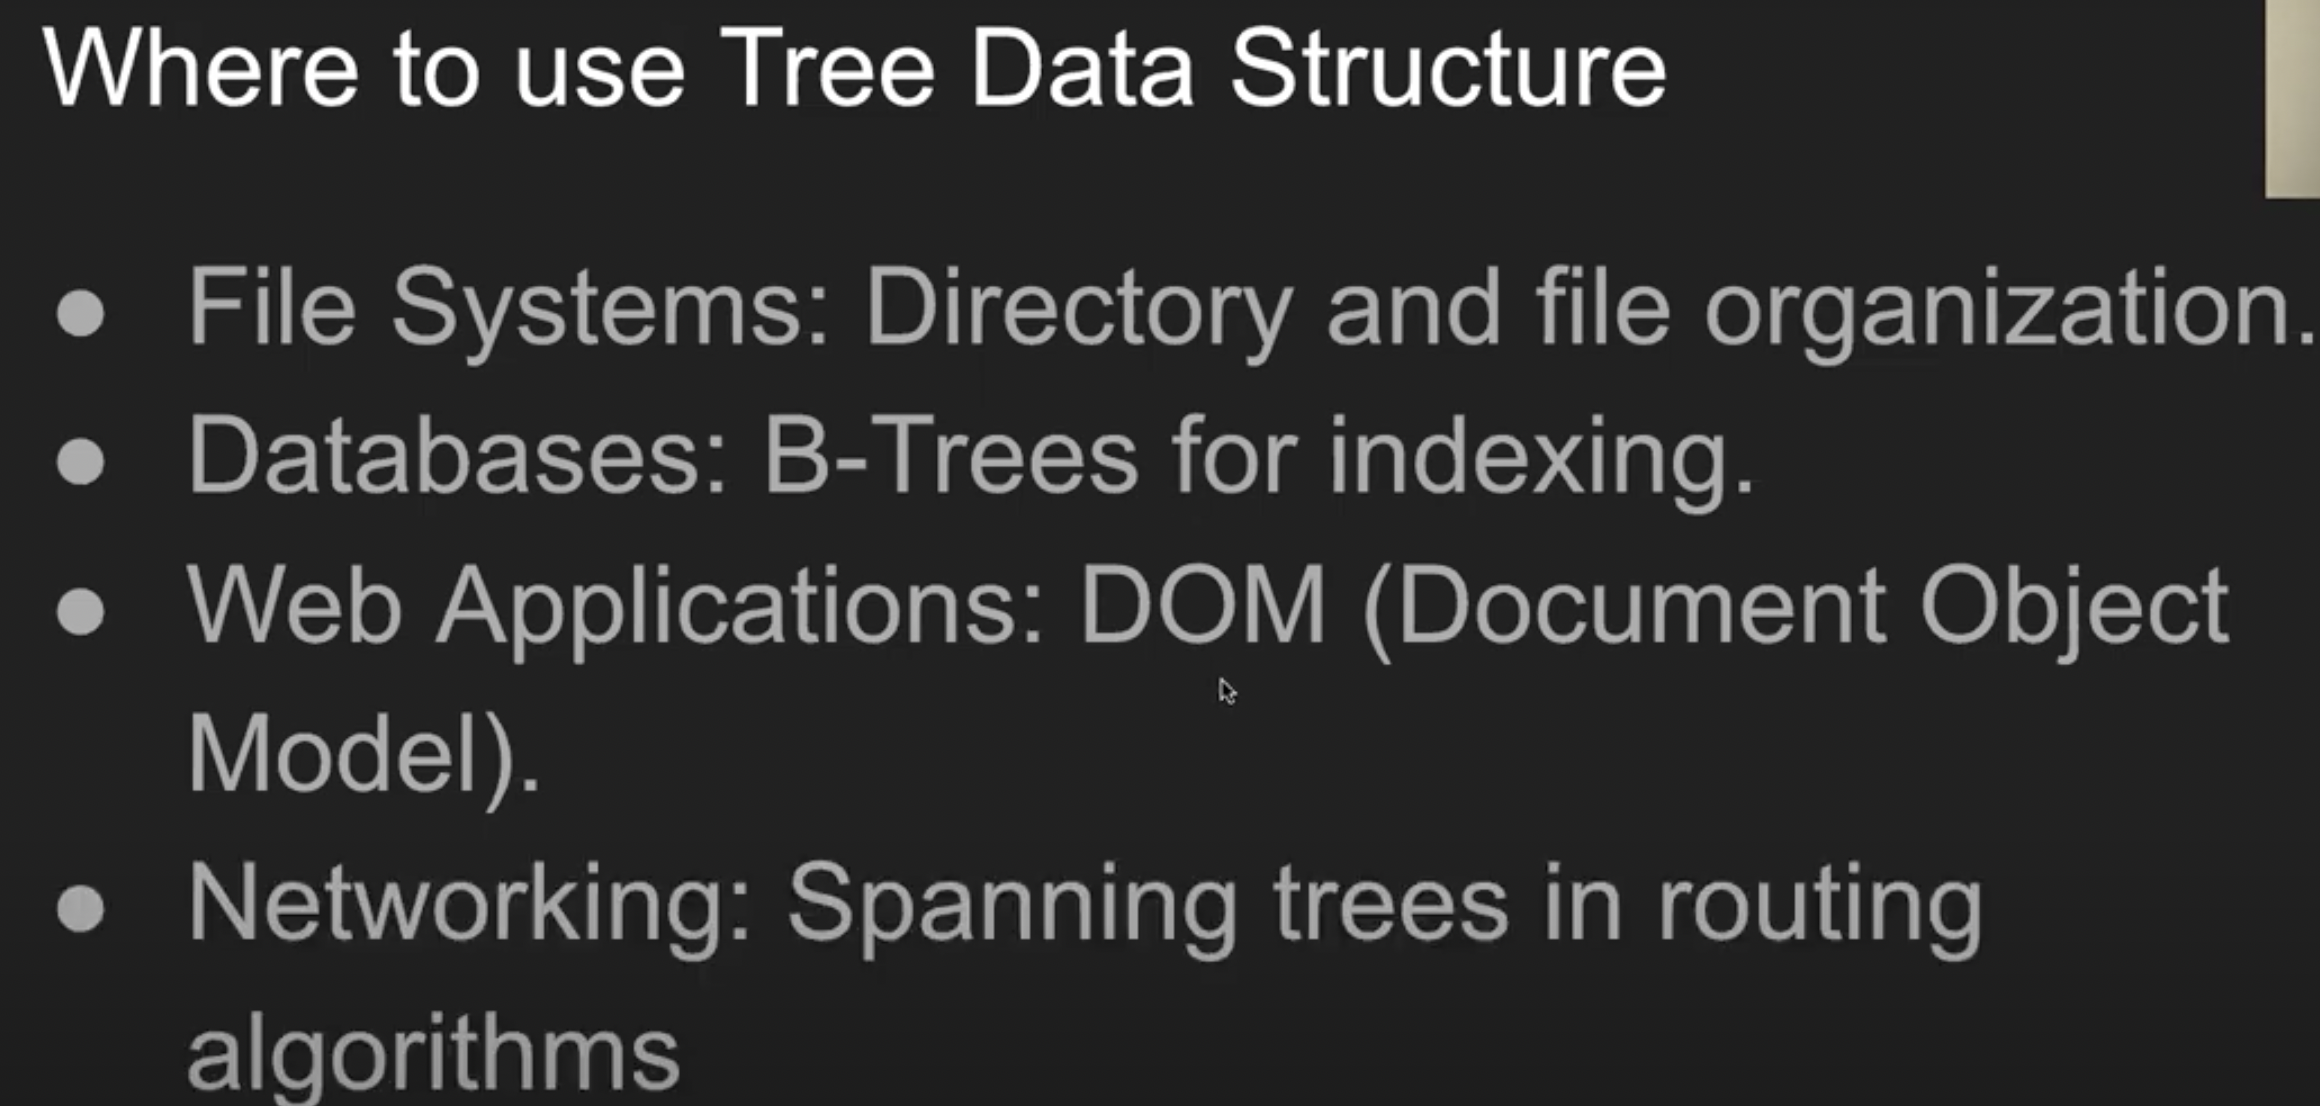 Where to use Tree Data Structure
● File Systems: Directory and file organization.
● Databases: B-Trees for indexing.
● Web Applications: DOM (Document Object
Model).
● Networking: Spanning trees in routing
algorithms